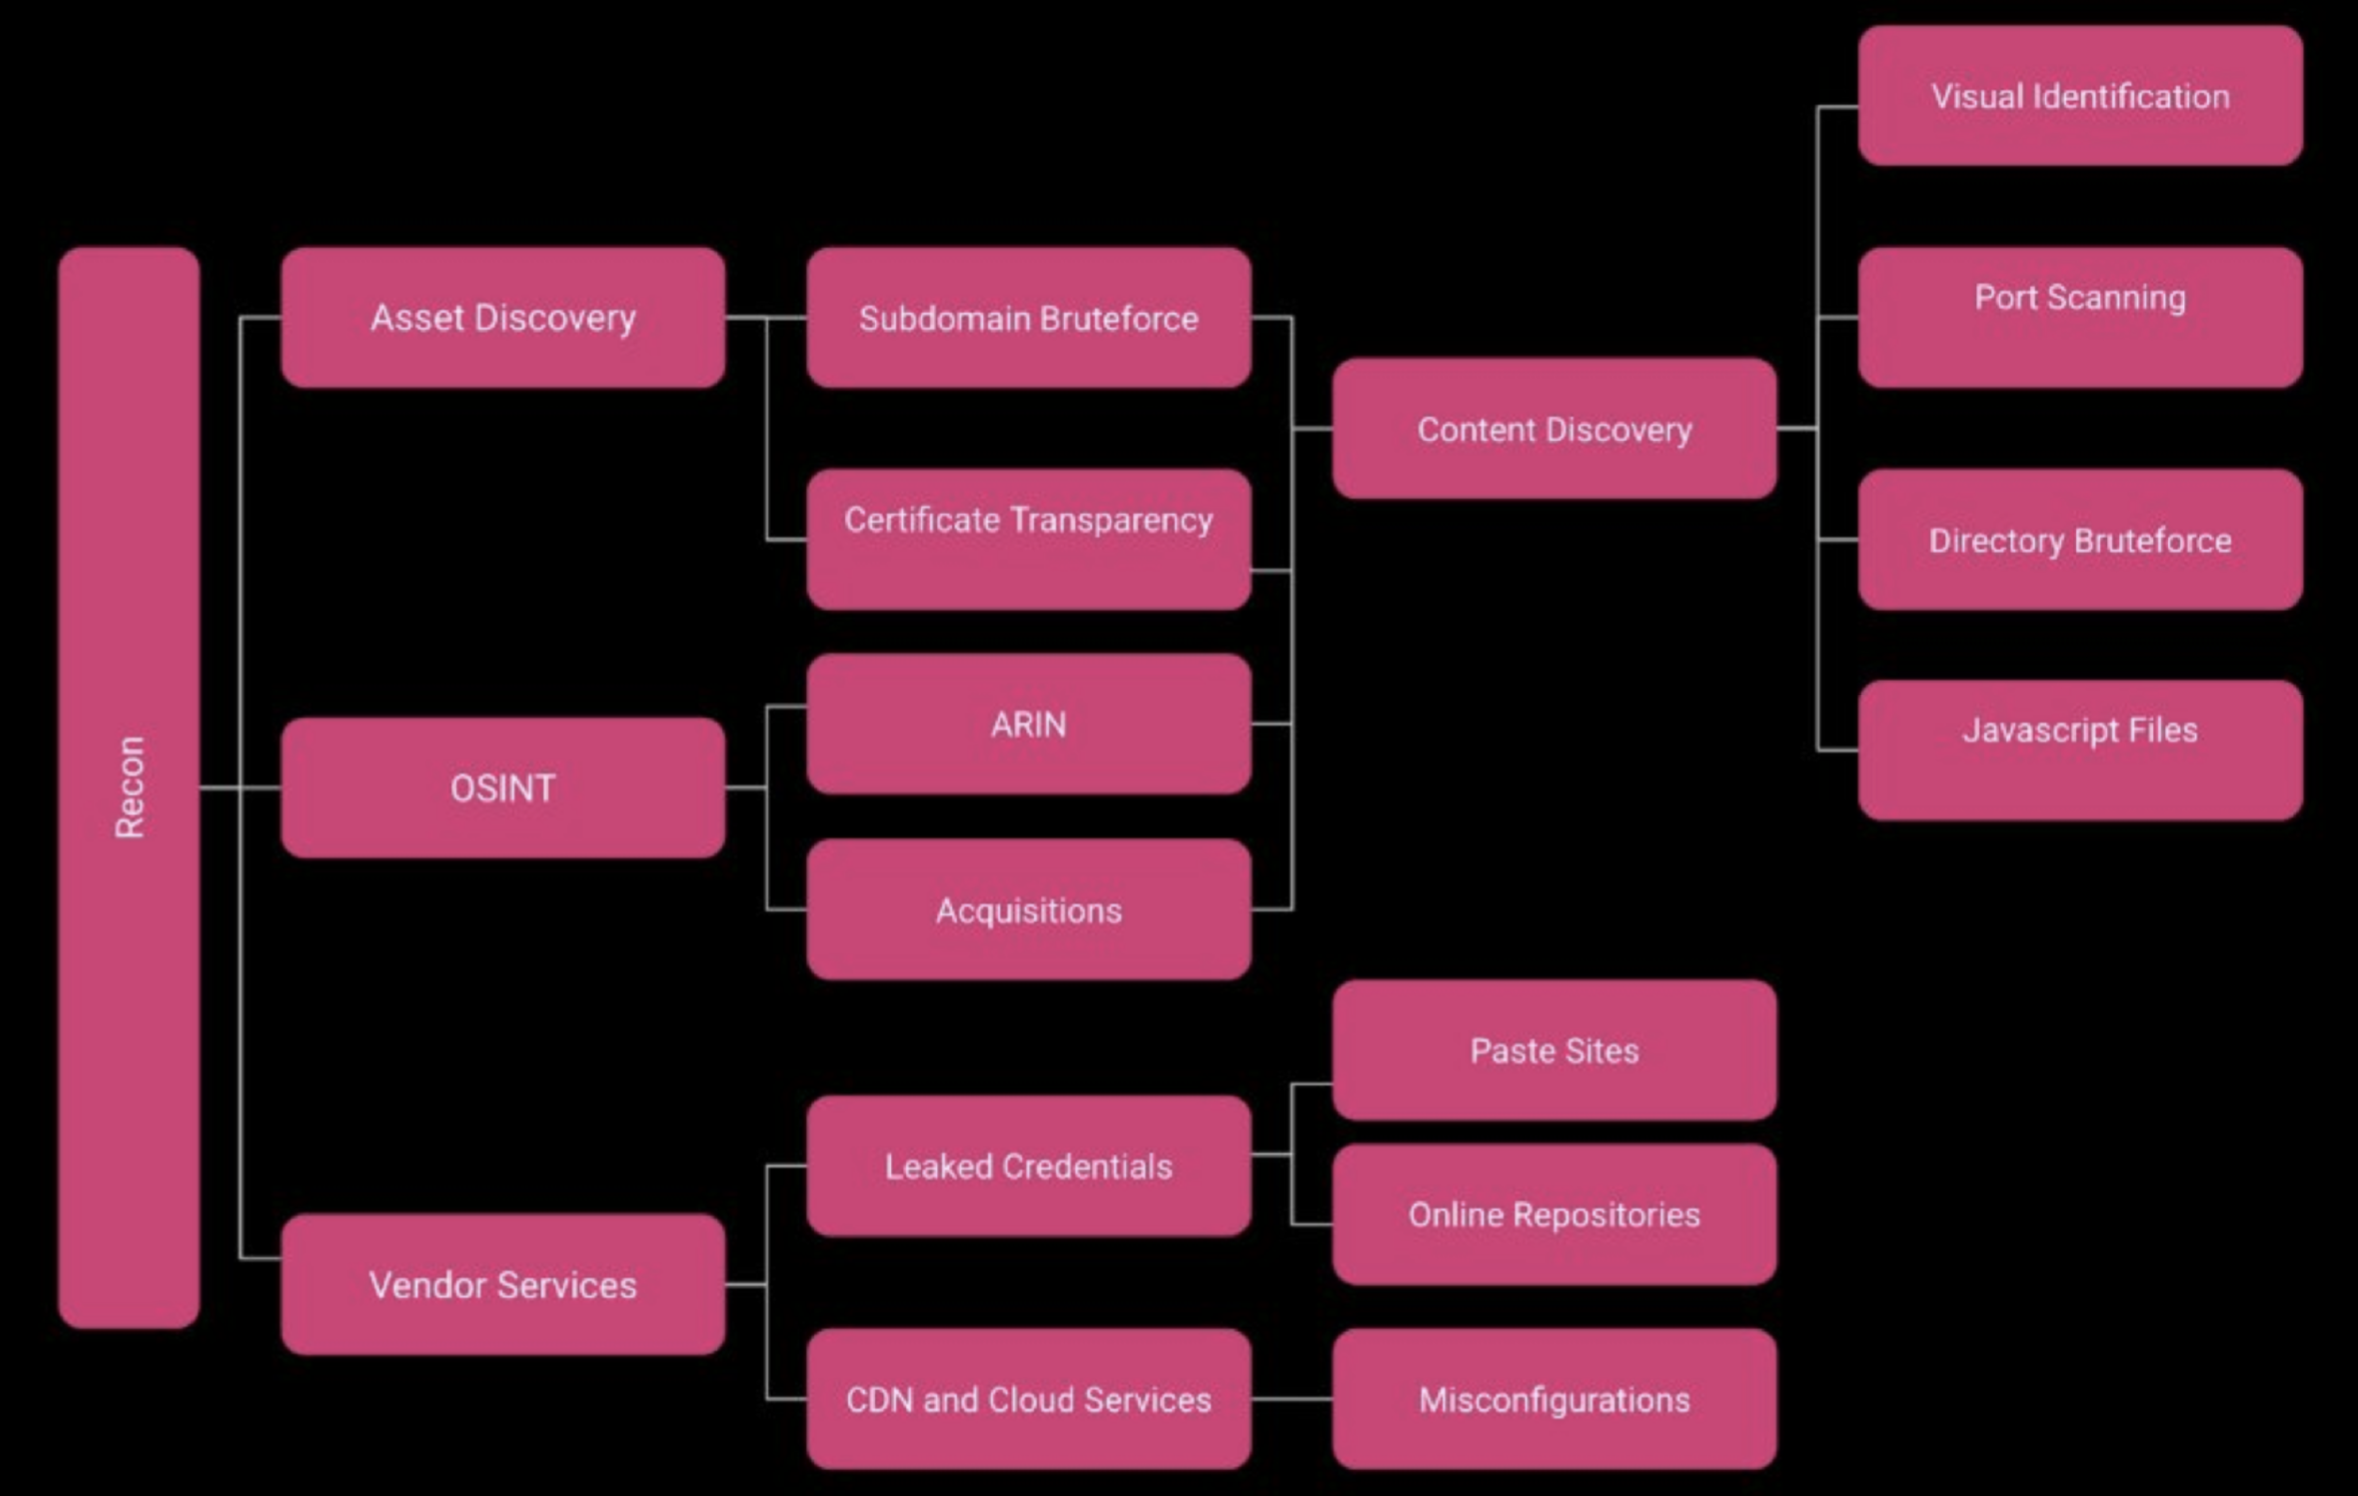 Recon
Asset Discovery
OSINT
Vendor Services
Subdomain Bruteforce
Certificate Transparency
ARIN
Acquisitions
Leaked Credentials
CDN and Cloud Services
Content Discovery
Paste Sites
Online Repositories
Misconfigurations
Visual Identification
Port Scanning
Directory Bruteforce
Javascript Files